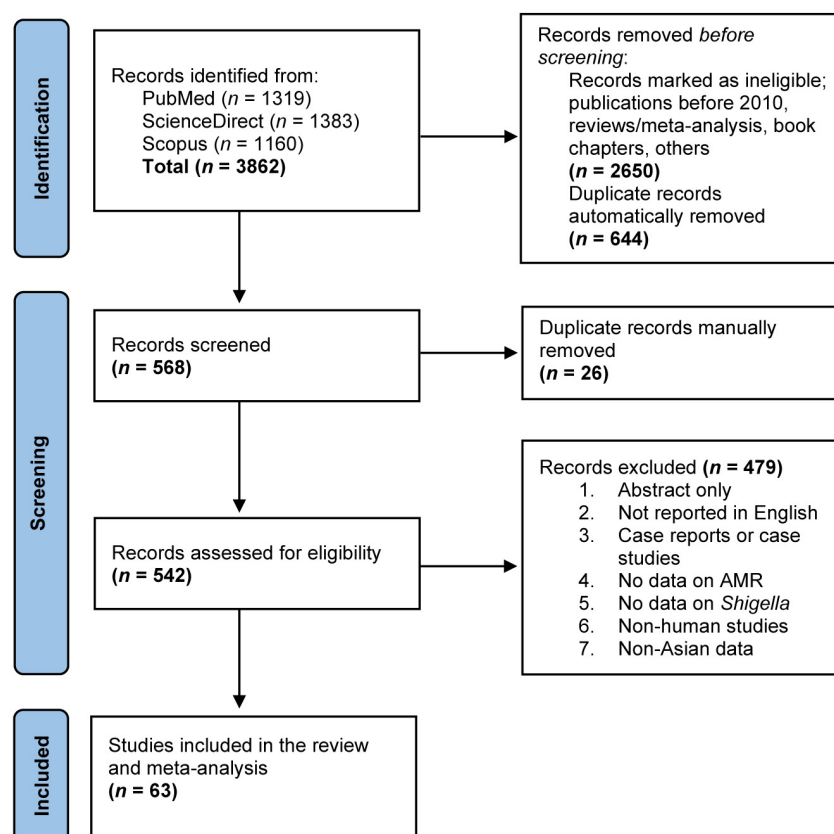 Identification
Records identified from:
PubMed (n = 1319)
ScienceDirect (n = 1383)
Scopus (n = 1160)
Total (n = 3862)
Records removed before
screening:
Records marked as ineligible;
publications before 2010,
reviews/meta-analysis, book
chapters, others
(n = 2650)
Duplicate records
automatically removed
(n = 644)
Screening
Records screened
(n = 568)
Duplicate records manually
removed
(n = 26)
Records assessed for eligibility
(n = 542)
Records excluded (n = 479)
1. Abstract only
2. Not reported in English
3. Case reports or case
studies
4. No data on AMR
5. No data on Shigella
6. Non-human studies
7. Non-Asian data
Included
Studies included in the review
and meta-analysis
(n = 63)